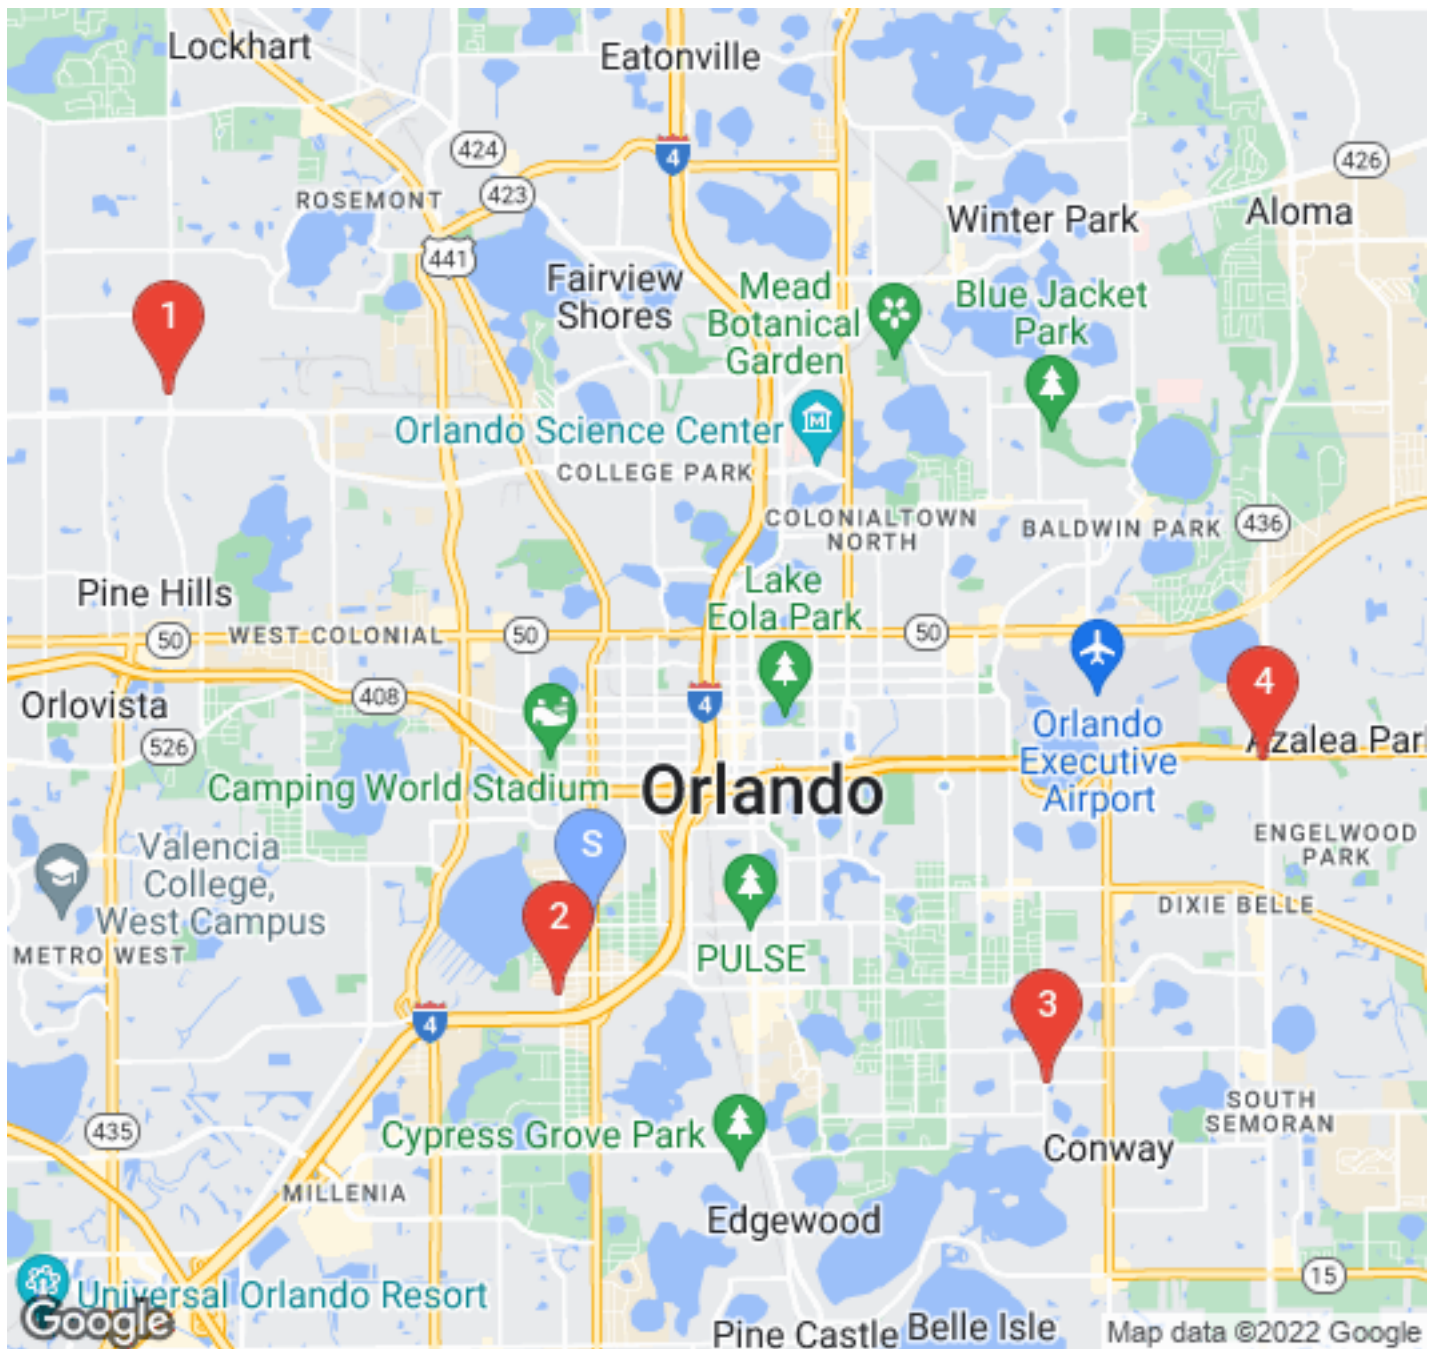 Lockhart
Eatonville
424
4
426
423
ROSEMONT
Winter Park
Aloma
441
Fairview
Shores
Mead
Botanical
Garden
Blue Jacket
Park
1
Orlando Science Center
M
COLLEGE PARK
COLONIALTOWN
NORTH
BALDWIN PARK
436
Pine Hills
Lake
Eola Park
50
WEST COLONIAL
50
50
408
4
4
Orlovista
526
Orlando
Executive
Airport
Azalea Par
Camping World Stadium
Orlando
S
Valencia
College,
West Campus
ENGELWOOD
PARK
2
DIXIE BELLE
METRO WEST
PULSE
3
4
435
SOUTH
SEMORAN
Cypress Grove Park
Conway
MILLENIA
Edgewood
15
Universal Orlando Resort
Google
Pine Castle
Belle Isle
Map data ©2022 Google